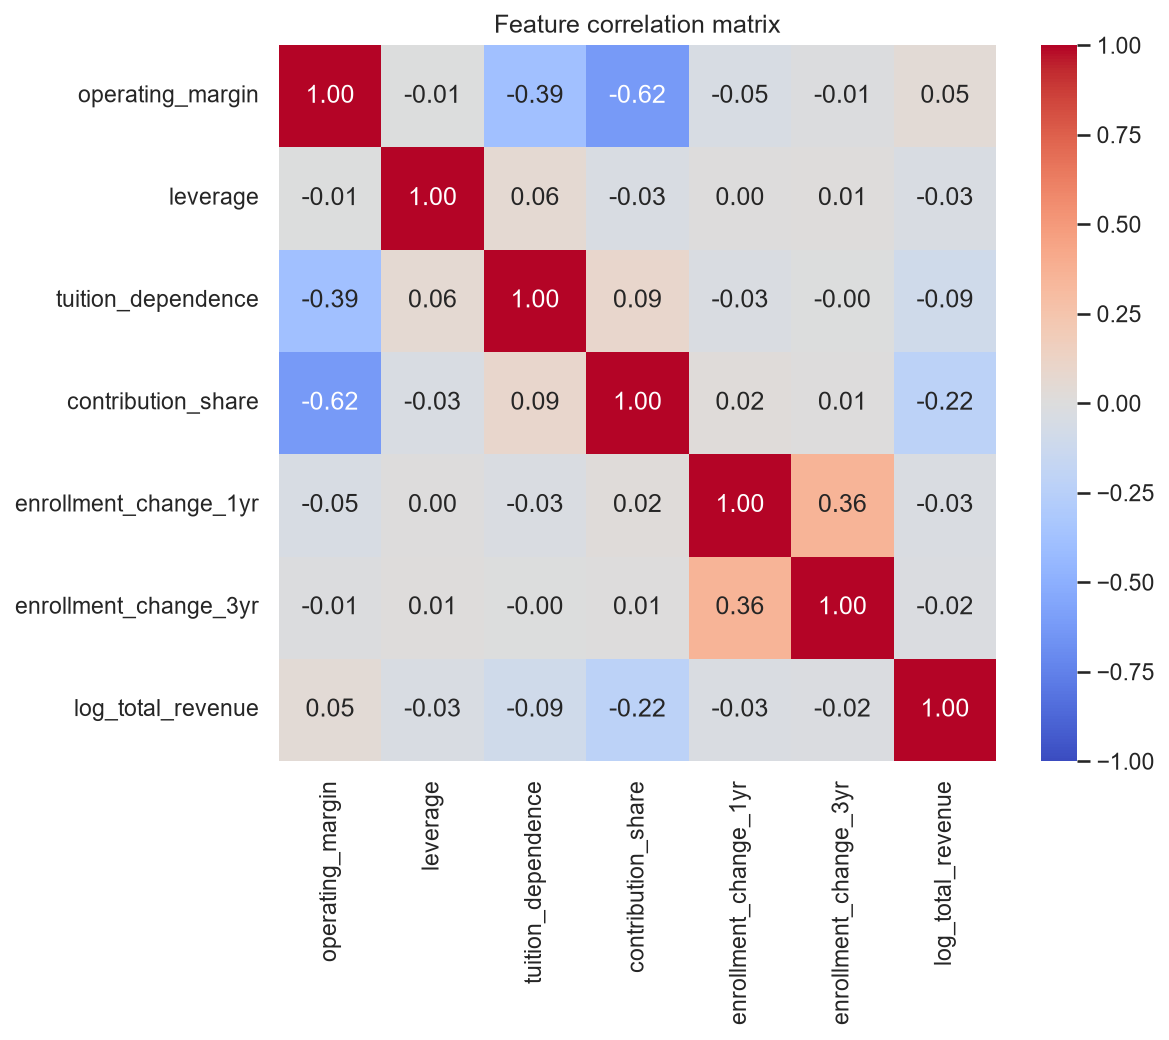 Feature correlation matrix
operating_margin 1.00 -0.01 -0.39 -0.62 -0.05 -0.01 0.05
leverage -0.01 1.00 0.06 -0.03 0.00 0.01 -0.03
tuition_dependence -0.39 0.06 1.00 0.09 -0.03 -0.00 -0.09
contribution_share -0.62 -0.03 0.09 1.00 0.02 0.01 -0.22
enrollment_change_1yr -0.05 0.00 -0.03 0.02 1.00 0.36 -0.03
enrollment_change_3yr -0.01 0.01 -0.00 0.01 0.36 1.00 -0.02
log_total_revenue 0.05 -0.03 -0.09 -0.22 -0.03 -0.02 1.00
operating_margin
leverage
tuition_dependence
contribution_share
enrollment_change_1yr
enrollment_change_3yr
log_total_revenue
1.00
0.75
0.50
0.25
0.00
−0.25
−0.50
−0.75
−1.00